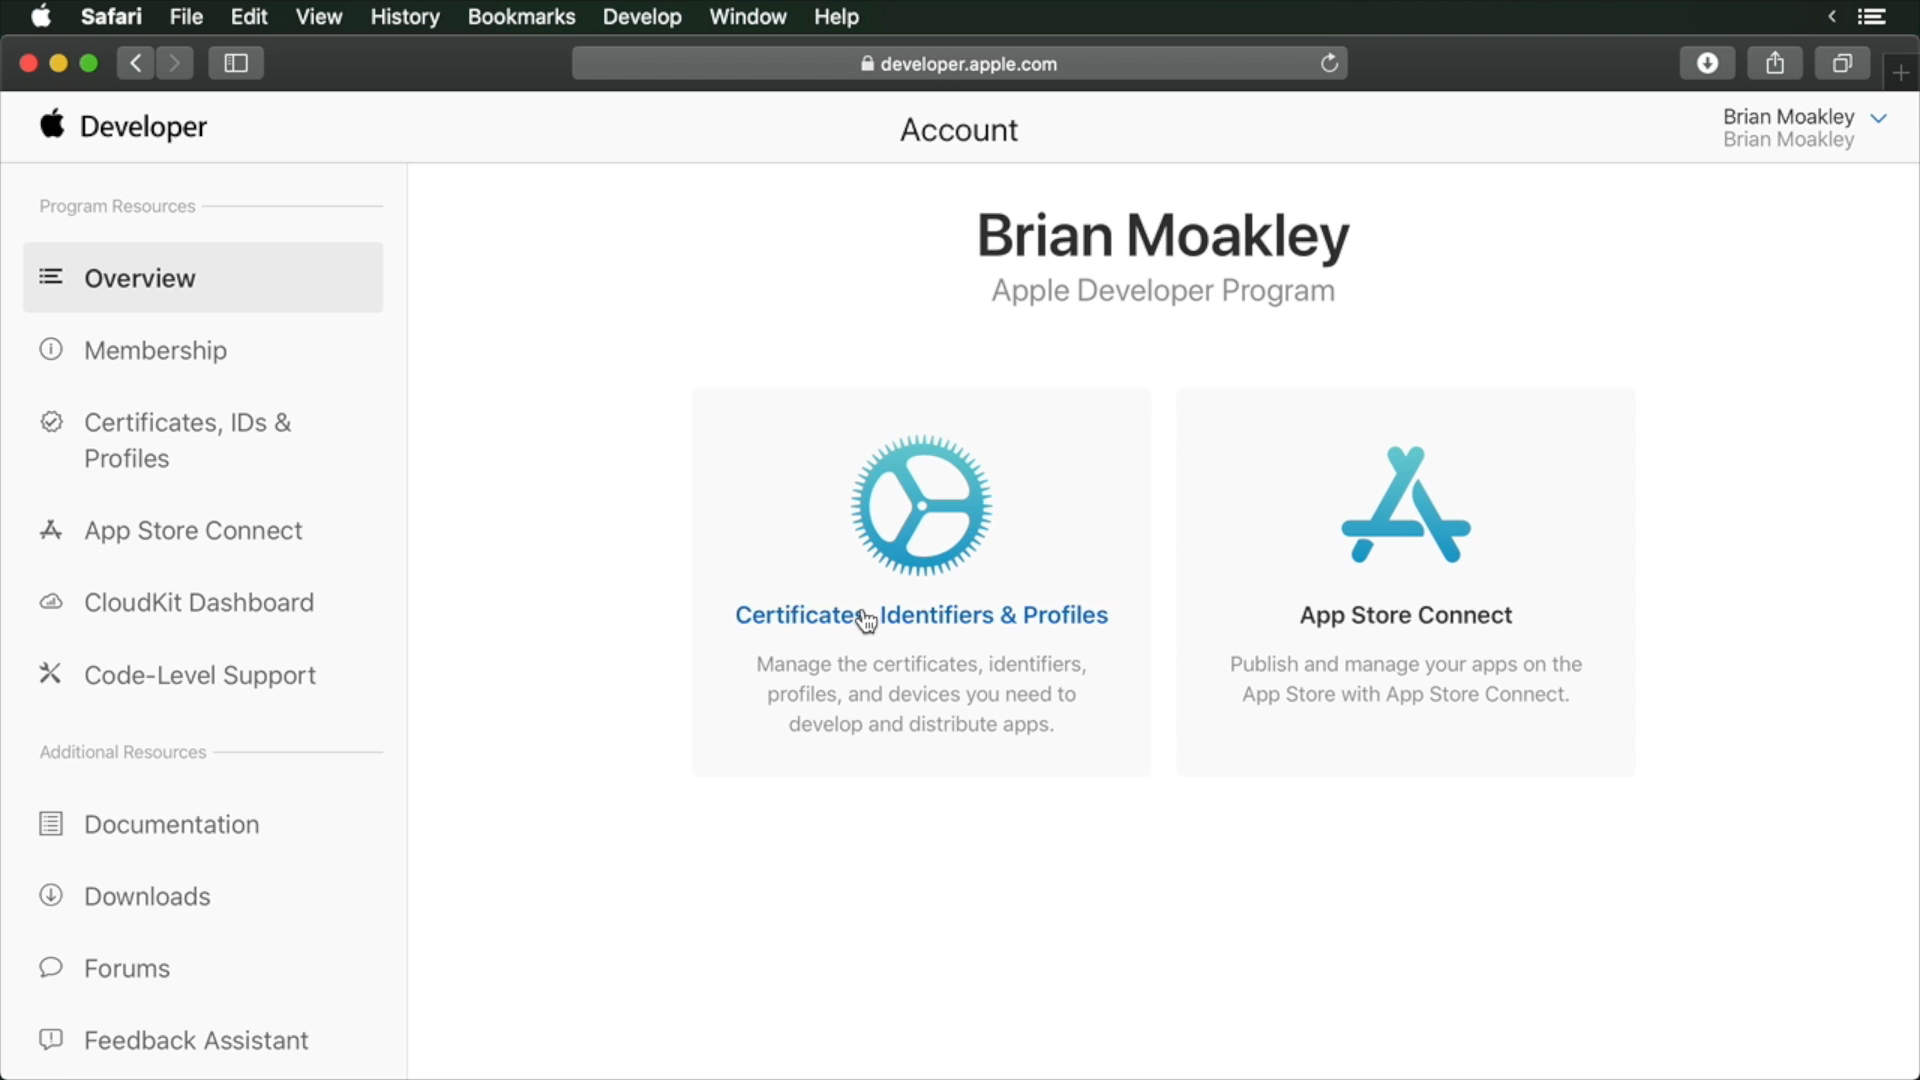 Safari File Edit View History Bookmarks Develop Window Help
developer.apple.com
Developer
Account
Brian Moakley
Brian Moakley
Program Resources
Overview
Membership
Certificates, IDs &
Profiles
App Store Connect
CloudKit Dashboard
Code-Level Support
Additional Resources
Documentation
Downloads
Forums
Feedback Assistant
Brian Moakley
Apple Developer Program
Certificates, Identifiers & Profiles
Manage the certificates, identifiers,
profiles, and devices you need to
develop and distribute apps.
App Store Connect
Publish and manage your apps on the
App Store with App Store Connect.